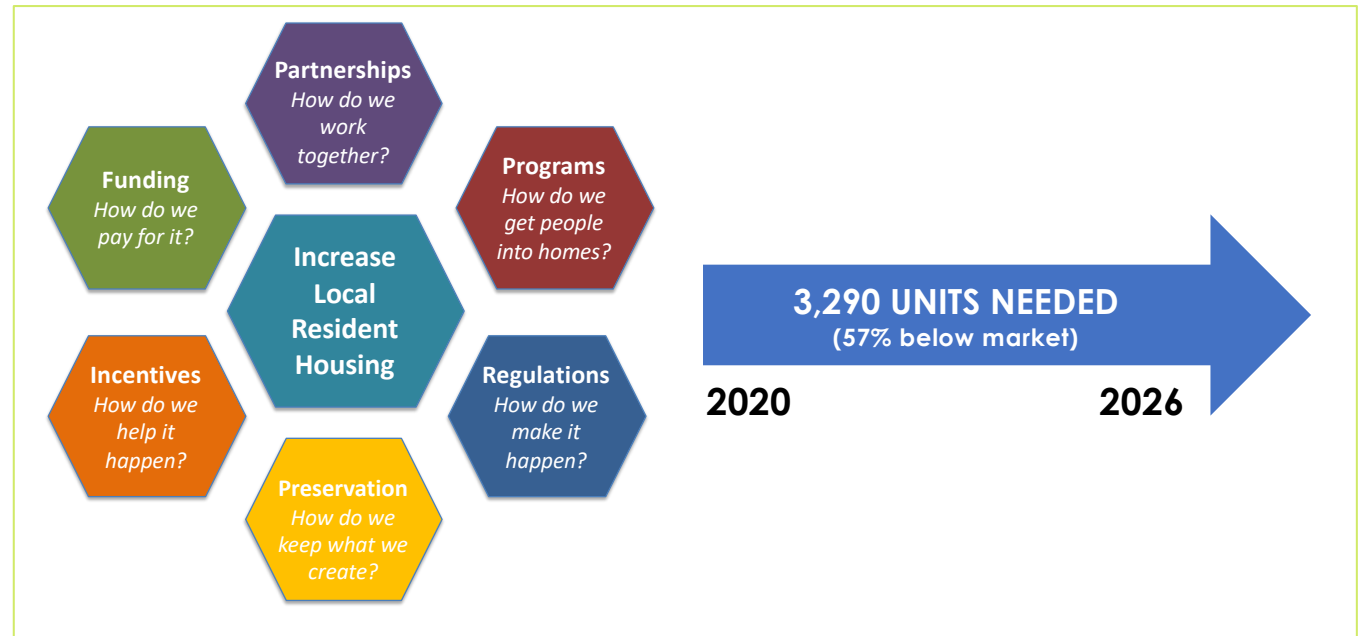 Partnerships
How do we
work
together?
Funding
How do we
pay for it?
Programs
How do we
get people
into homes?
Increase
Local
Resident
Housing
Incentives
How do we
help it
happen?
Regulations
How do we
make it
happen?
Preservation
How do we
keep what we
create?
3,290 UNITS NEEDED
(57% below market)
2020
2026